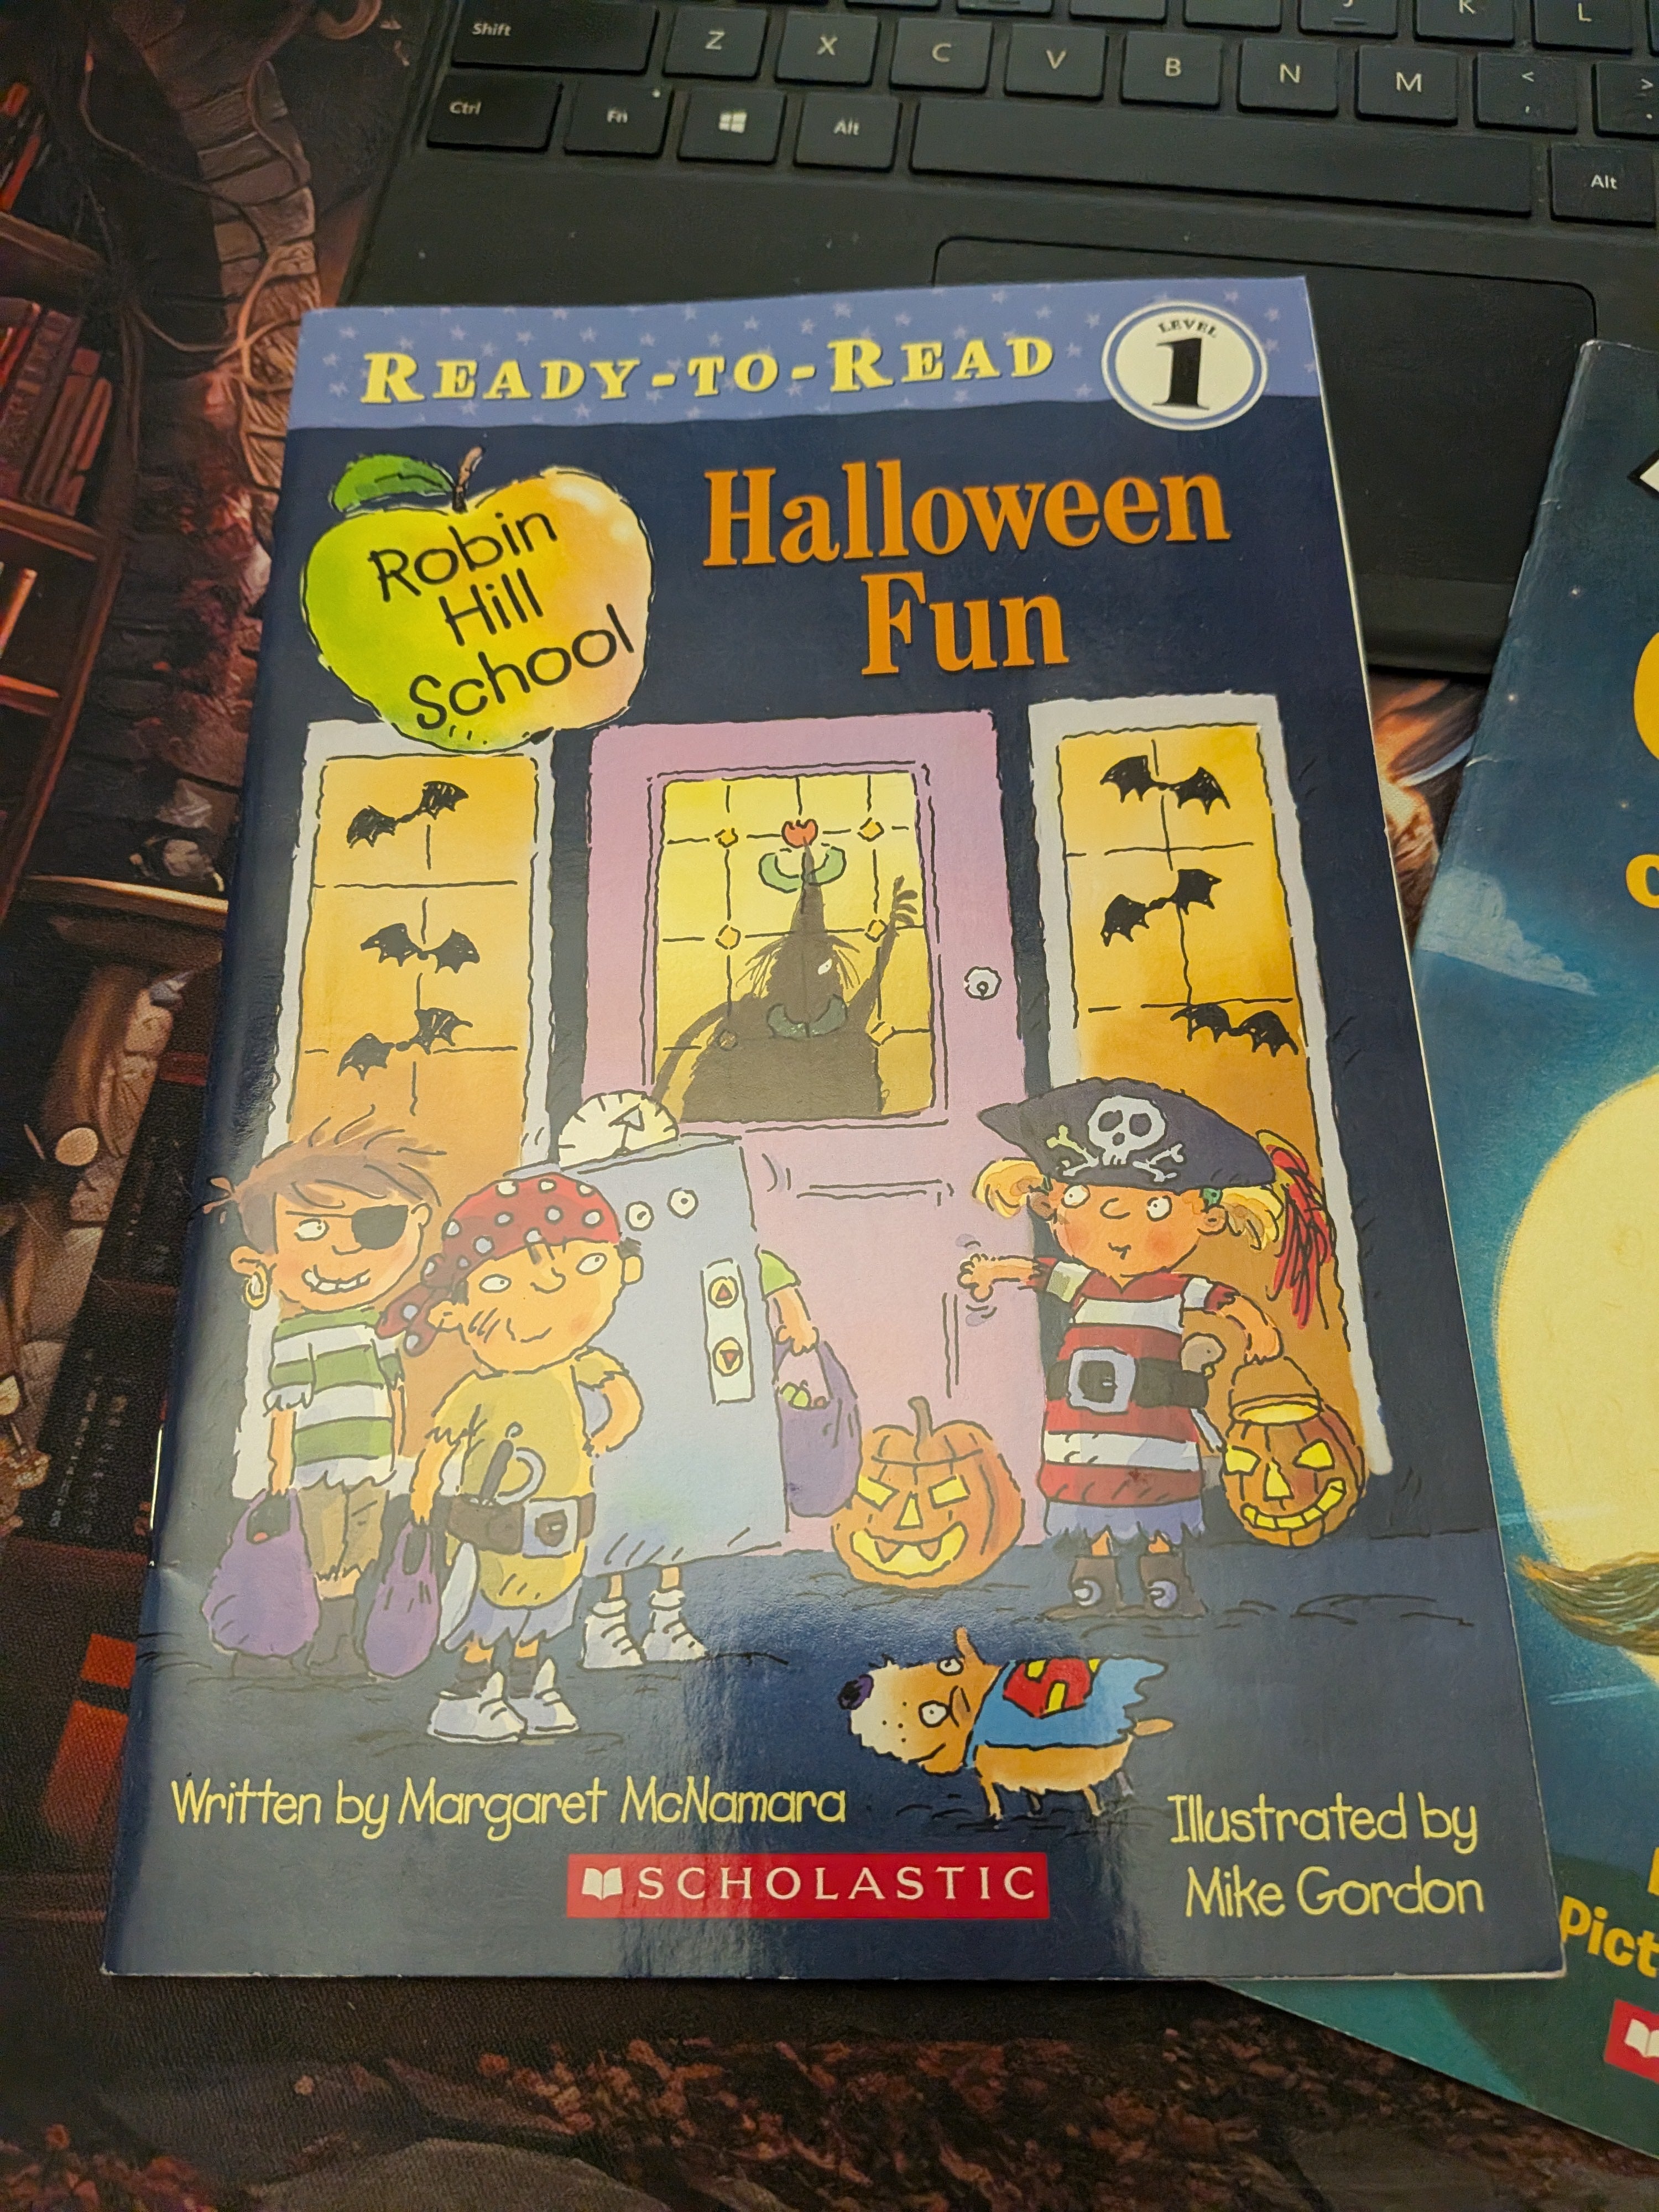 Shift Z X C V B N M < ,
K L
Ctrl Fn Alt Alt
READY-TO-READ
LEVEL
1
Robin
Hill
School
Halloween
Fun
Written by Margaret McNamara
Illustrated by
Mike Gordon
SCHOLASTIC
Pict